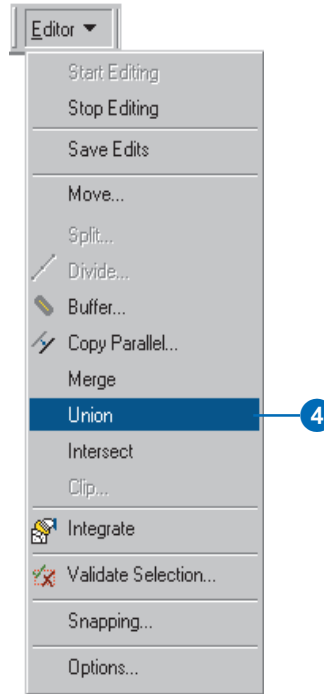 Editor
Start Editing
Stop Editing
Save Edits
Move...
Split...
Divide...
Buffer...
Copy Parallel...
Merge
Union
4
Intersect
Clip...
Integrate
Validate Selection...
Snapping...
Options...